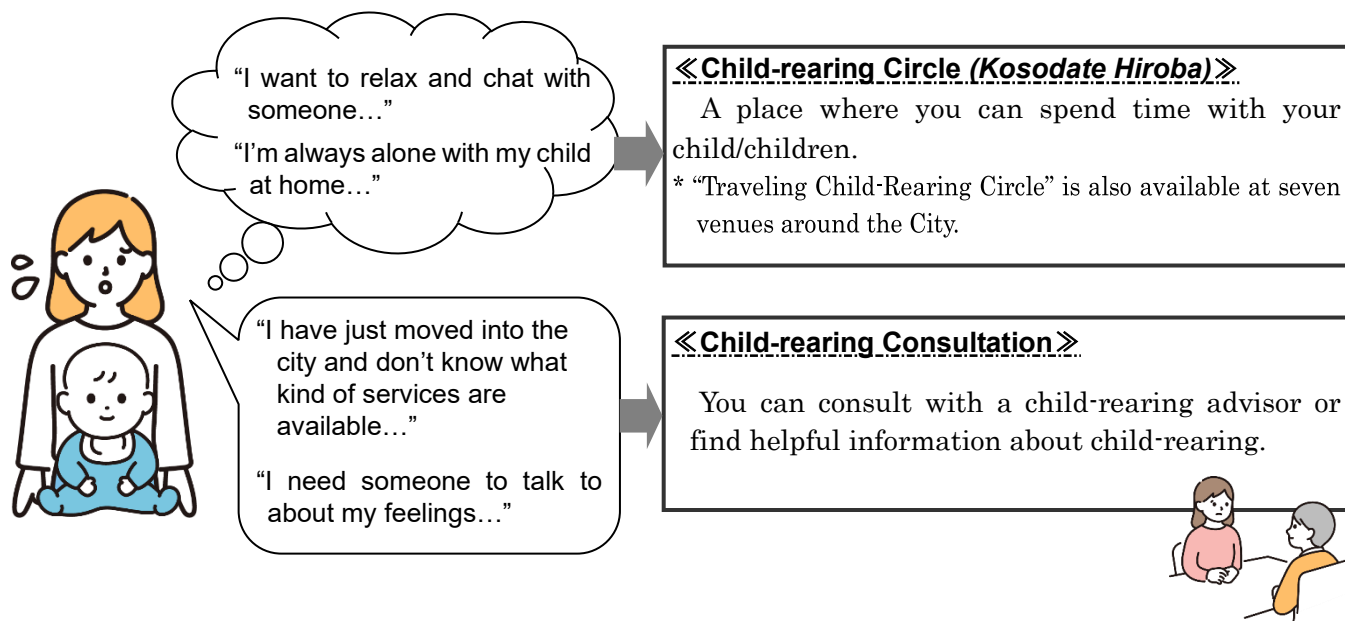 “I want to relax and chat with
someone…”
“I’m always alone with my child
at home…”
≪Child-rearing Circle (Kosodate Hiroba)≫
A place where you can spend time with your
child/children.
* “Traveling Child-Rearing Circle” is also available at seven
venues around the City.
“I have just moved into the
city and don’t know what
kind of services are
available…”
“I need someone to talk to
about my feelings…”
≪Child-rearing Consultation≫
You can consult with a child-rearing advisor or
find helpful information about child-rearing.